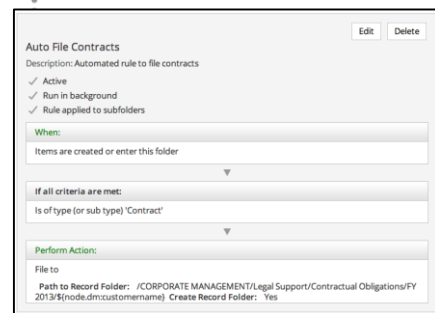 Edit Delete
Auto File Contracts
Description: Automated rule to file contracts
Active
Run in background
Rule applied to subfolders
When:
Items are created or enter this folder
If all criteria are met:
Is of type (or sub type) 'Contract'
Perform Action:
File to
Path to Record Folder: /CORPORATE MANAGEMENT/Legal Support/Contractual Obligations/FY
2013/${node.dm:customername} Create Record Folder: Yes